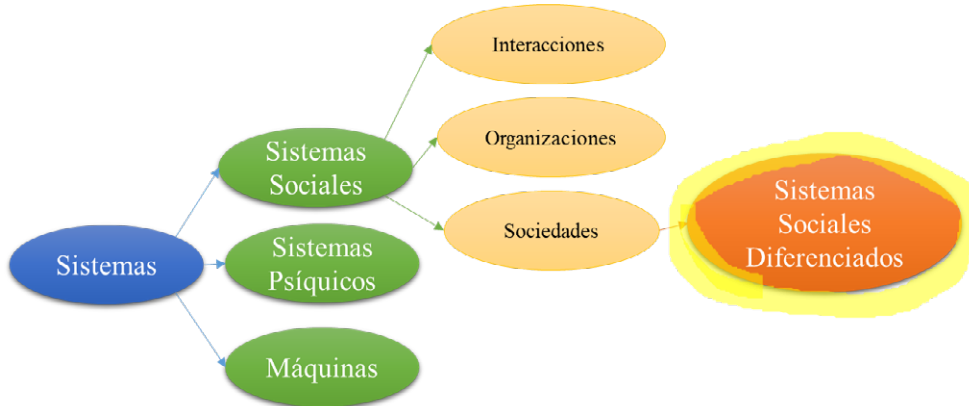 Interacciones
Organizaciones
Sociedades
Sistemas
Sociales
Sistemas
Psíquicos
Máquinas
Sistemas
Sistemas
Sociales
Diferenciados